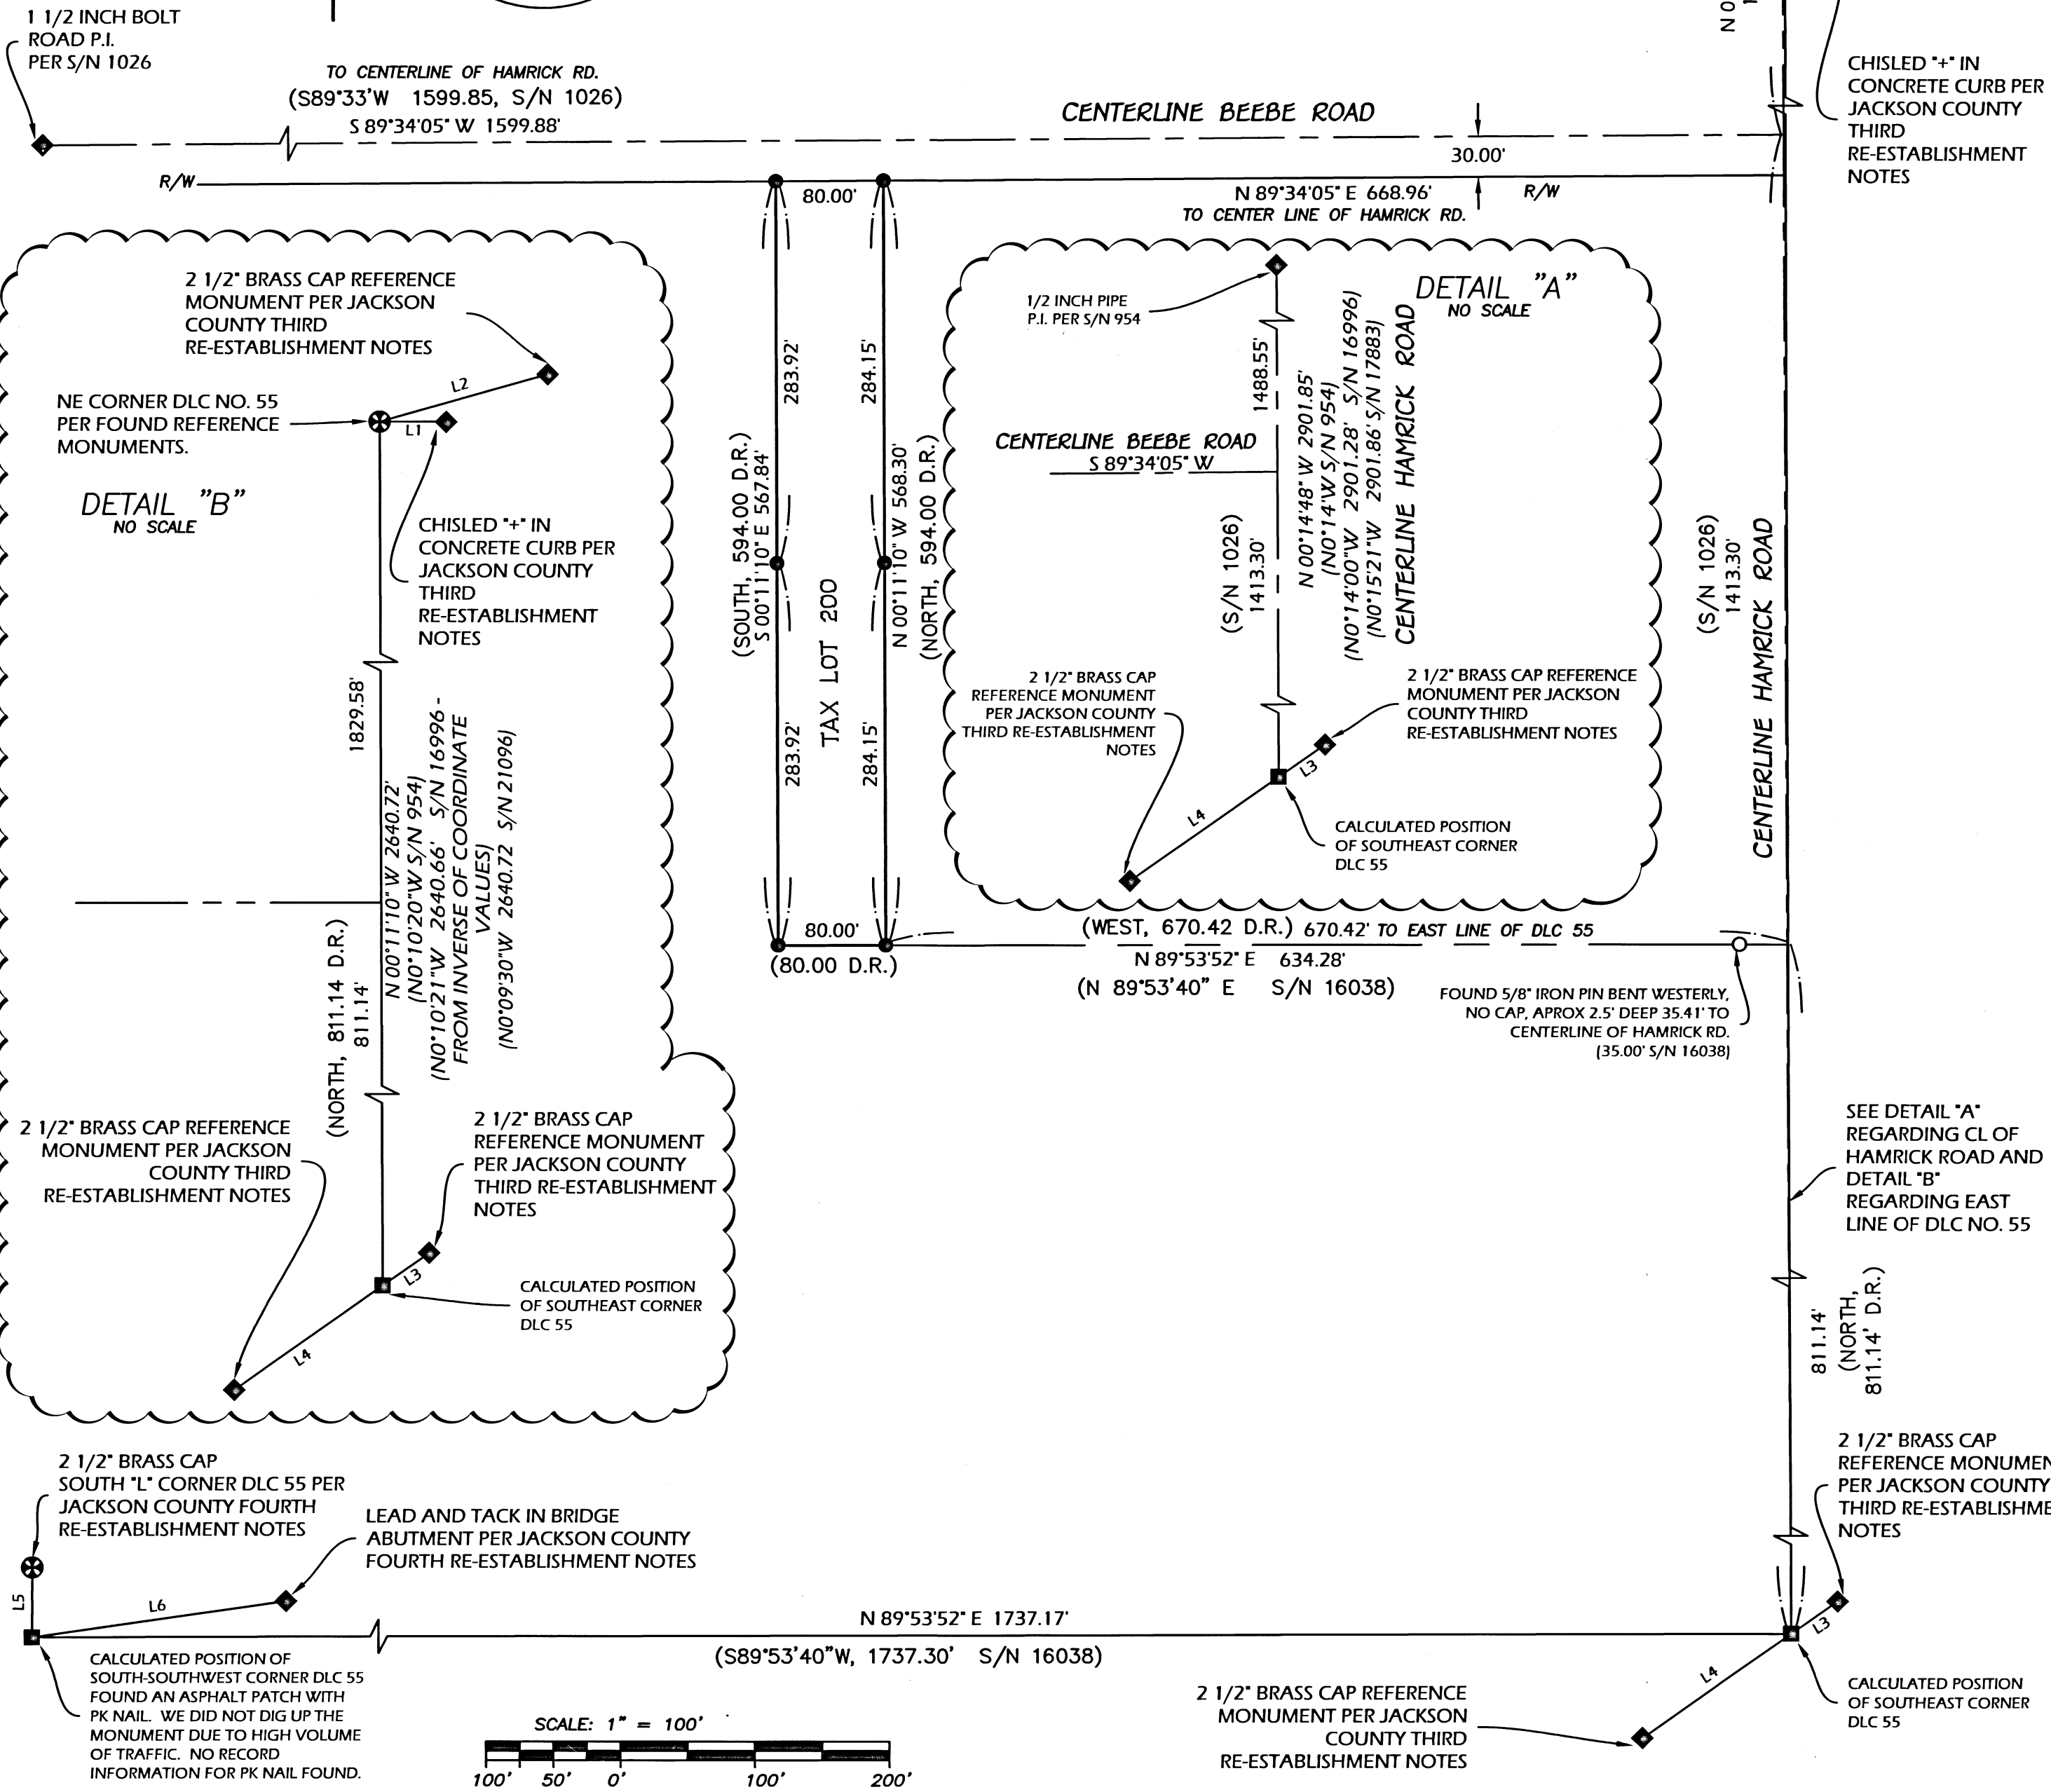 1 1/2 INCH BOLT
ROAD P.I.
PER S/N 1026
TO CENTERLINE OF HAMRICK RD.
(S89°33'W 1599.85, S/N 1026)
S 89°34'05" W 1599.88'
CENTERLINE BEEBE ROAD
30.00'
R/W
80.00'
N 89°34'05" E 668.96'
R/W
TO CENTER LINE OF HAMRICK RD.
N 0
CHISLED "+" IN
CONCRETE CURB PER
JACKSON COUNTY
THIRD
RE-ESTABLISHMENT
NOTES
2 1/2" BRASS CAP REFERENCE
MONUMENT PER JACKSON
COUNTY THIRD
RE-ESTABLISHMENT NOTES
L2
NE CORNER DLC NO. 55
PER FOUND REFERENCE
MONUMENTS.
L1
DETAIL "B"
NO SCALE
CHISLED "+" IN
CONCRETE CURB PER
JACKSON COUNTY
THIRD
RE-ESTABLISHMENT
NOTES
1829.58'
N 00°11'10" W 2640.72'
(N0°10'20"W S/N 954)
(N0°10'21"W 2640.66' S/N 16996 -
FROM INVERSE OF COORDINATE
VALUES)
(N0°09'30"W 2640.72 S/N 21096)
(NORTH, 811.14 D.R.)
811.14'
2 1/2" BRASS CAP REFERENCE
MONUMENT PER JACKSON
COUNTY THIRD
RE-ESTABLISHMENT NOTES
2 1/2" BRASS CAP
REFERENCE MONUMENT
PER JACKSON COUNTY
THIRD RE-ESTABLISHMENT
NOTES
L3
L4
CALCULATED POSITION
OF SOUTHEAST CORNER
DLC 55
283.92'
284.15'
(SOUTH, 594.00 D.R.)
S 00°11'10" E 567.84'
TAX LOT 200
N 00°11'10" W 568.30'
(NORTH, 594.00 D.R.)
283.92'
284.15'
80.00'
(80.00 D.R.)
DETAIL "A"
NO SCALE
1/2 INCH PIPE
P.I. PER S/N 954
1488.55'
CENTERLINE BEEBE ROAD
S 89°34'05" W
(S/N 1026)
1413.30'
N 00°14'48" W 2901.85'
(N0°14'W S/N 954)
(N0°14'00"W 2901.28' S/N 16996)
(N0°15'21"W 2901.86' S/N 17883)
CENTERLINE HAMRICK ROAD
2 1/2" BRASS CAP
REFERENCE MONUMENT
PER JACKSON COUNTY
THIRD RE-ESTABLISHMENT
NOTES
2 1/2" BRASS CAP REFERENCE
MONUMENT PER JACKSON
COUNTY THIRD
RE-ESTABLISHMENT NOTES
L3
L4
CALCULATED POSITION
OF SOUTHEAST CORNER
DLC 55
(S/N 1026)
1413.30'
CENTERLINE HAMRICK ROAD
(WEST, 670.42 D.R.) 670.42' TO EAST LINE OF DLC 55
N 89°53'52" E 634.28'
(N 89°53'40" E S/N 16038)
FOUND 5/8" IRON PIN BENT WESTERLY,
NO CAP, APROX 2.5' DEEP 35.41' TO
CENTERLINE OF HAMRICK RD.
(35.00' S/N 16038)
SEE DETAIL "A"
REGARDING CL OF
HAMRICK ROAD AND
DETAIL "B"
REGARDING EAST
LINE OF DLC NO. 55
811.14'
(NORTH,
811.14' D.R.)
2 1/2" BRASS CAP
SOUTH "L" CORNER DLC 55 PER
JACKSON COUNTY FOURTH
RE-ESTABLISHMENT NOTES
LEAD AND TACK IN BRIDGE
ABUTMENT PER JACKSON COUNTY
FOURTH RE-ESTABLISHMENT NOTES
L5
L6
N 89°53'52" E 1737.17'
(S89°53'40"W, 1737.30' S/N 16038)
CALCULATED POSITION OF
SOUTH-SOUTHWEST CORNER DLC 55
FOUND AN ASPHALT PATCH WITH
PK NAIL. WE DID NOT DIG UP THE
MONUMENT DUE TO HIGH VOLUME
OF TRAFFIC. NO RECORD
INFORMATION FOR PK NAIL FOUND.
SCALE: 1" = 100'
100' 50' 0' 100' 200'
2 1/2" BRASS CAP
REFERENCE MONUMEN
PER JACKSON COUNTY
THIRD RE-ESTABLISHME
NOTES
L3
L4
2 1/2" BRASS CAP REFERENCE
MONUMENT PER JACKSON
COUNTY THIRD
RE-ESTABLISHMENT NOTES
CALCULATED POSITION
OF SOUTHEAST CORNER
DLC 55